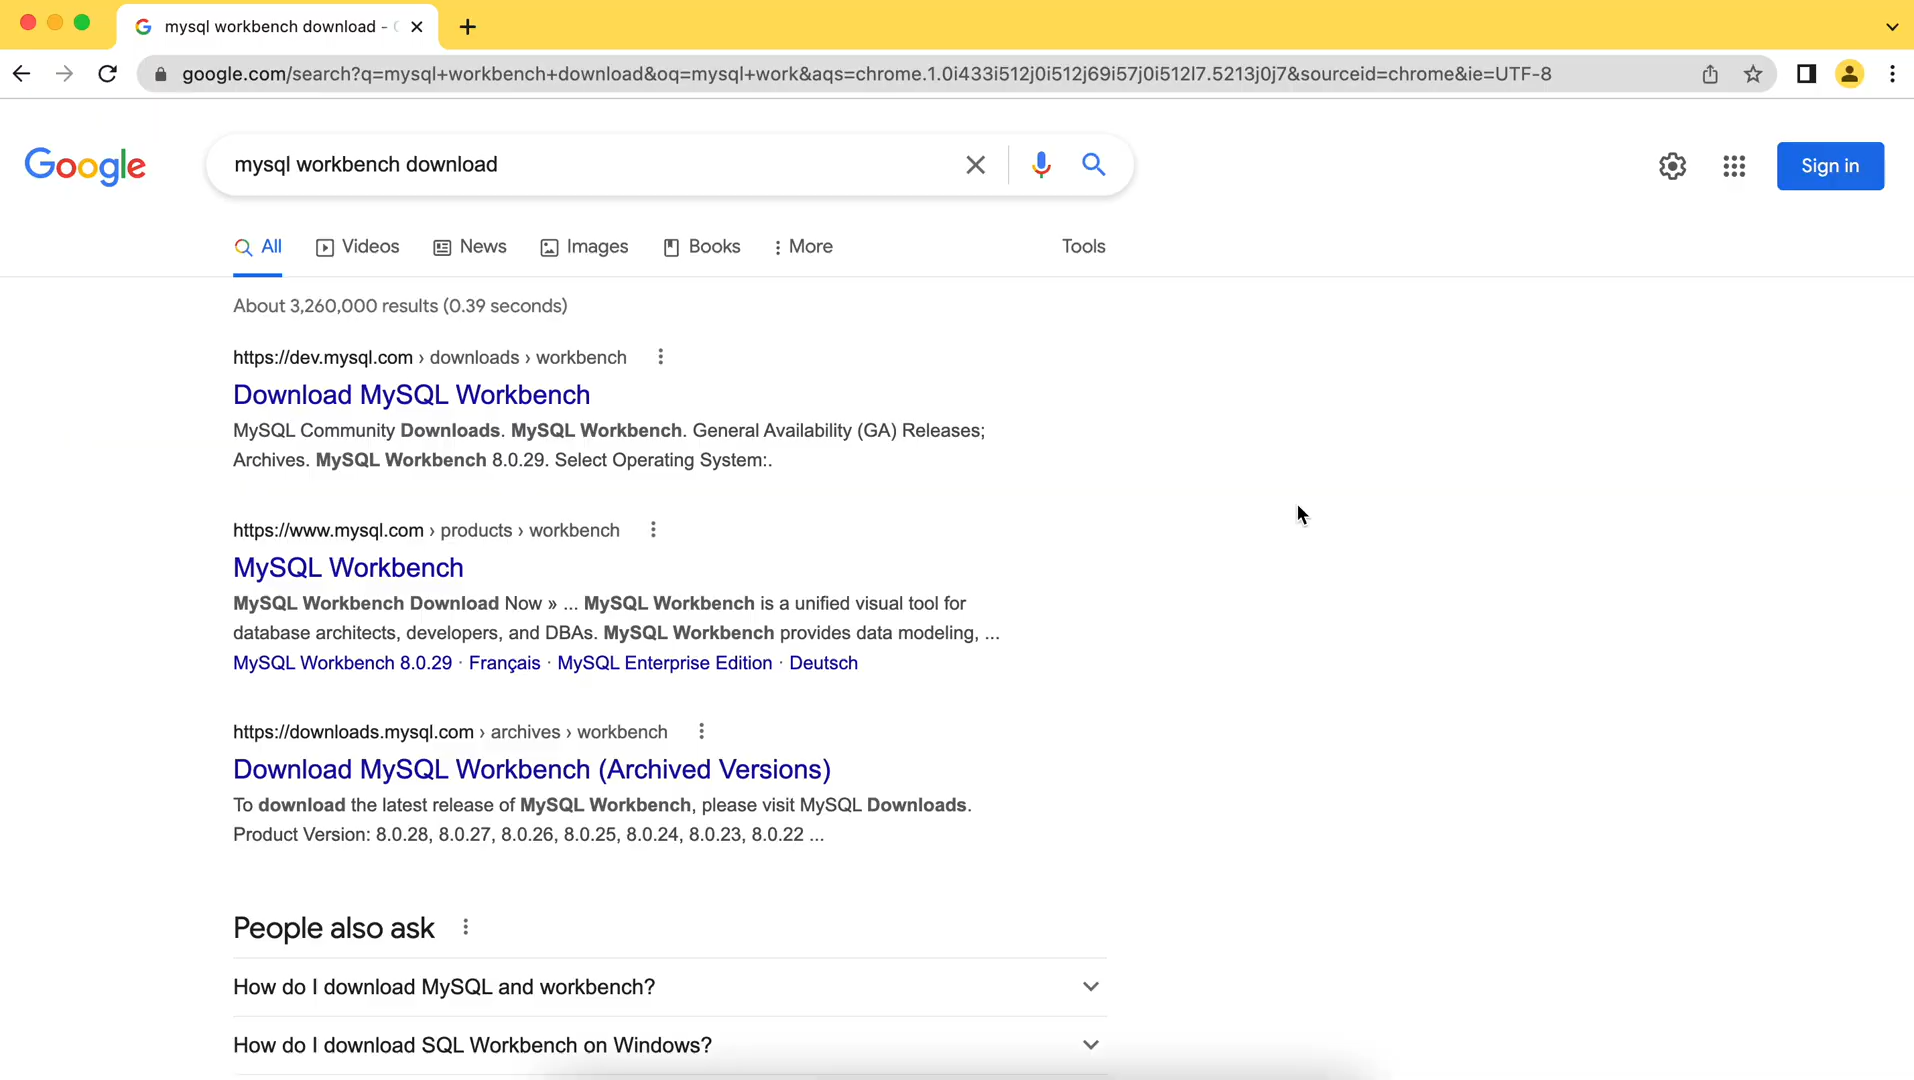 mysql workbench download -
google.com/search?q=mysql+workbench+download&oq=mysql+work&aqs=chrome.1.0i433i512j0i512j69i57j0i512l7.5213j0j7&sourceid=chrome&ie=UTF-8
Google
mysql workbench download
Sign in
All Videos News Images Books More Tools
About 3,260,000 results (0.39 seconds)
https://dev.mysql.com › downloads › workbench
Download MySQL Workbench
MySQL Community Downloads. MySQL Workbench. General Availability (GA) Releases;
Archives. MySQL Workbench 8.0.29. Select Operating System:.
https://www.mysql.com › products › workbench
MySQL Workbench
MySQL Workbench Download Now » ... MySQL Workbench is a unified visual tool for
database architects, developers, and DBAs. MySQL Workbench provides data modeling, ...
MySQL Workbench 8.0.29 · Français · MySQL Enterprise Edition · Deutsch
https://downloads.mysql.com › archives › workbench
Download MySQL Workbench (Archived Versions)
To download the latest release of MySQL Workbench, please visit MySQL Downloads.
Product Version: 8.0.28, 8.0.27, 8.0.26, 8.0.25, 8.0.24, 8.0.23, 8.0.22 ...
People also ask
How do I download MySQL and workbench?
How do I download SQL Workbench on Windows?